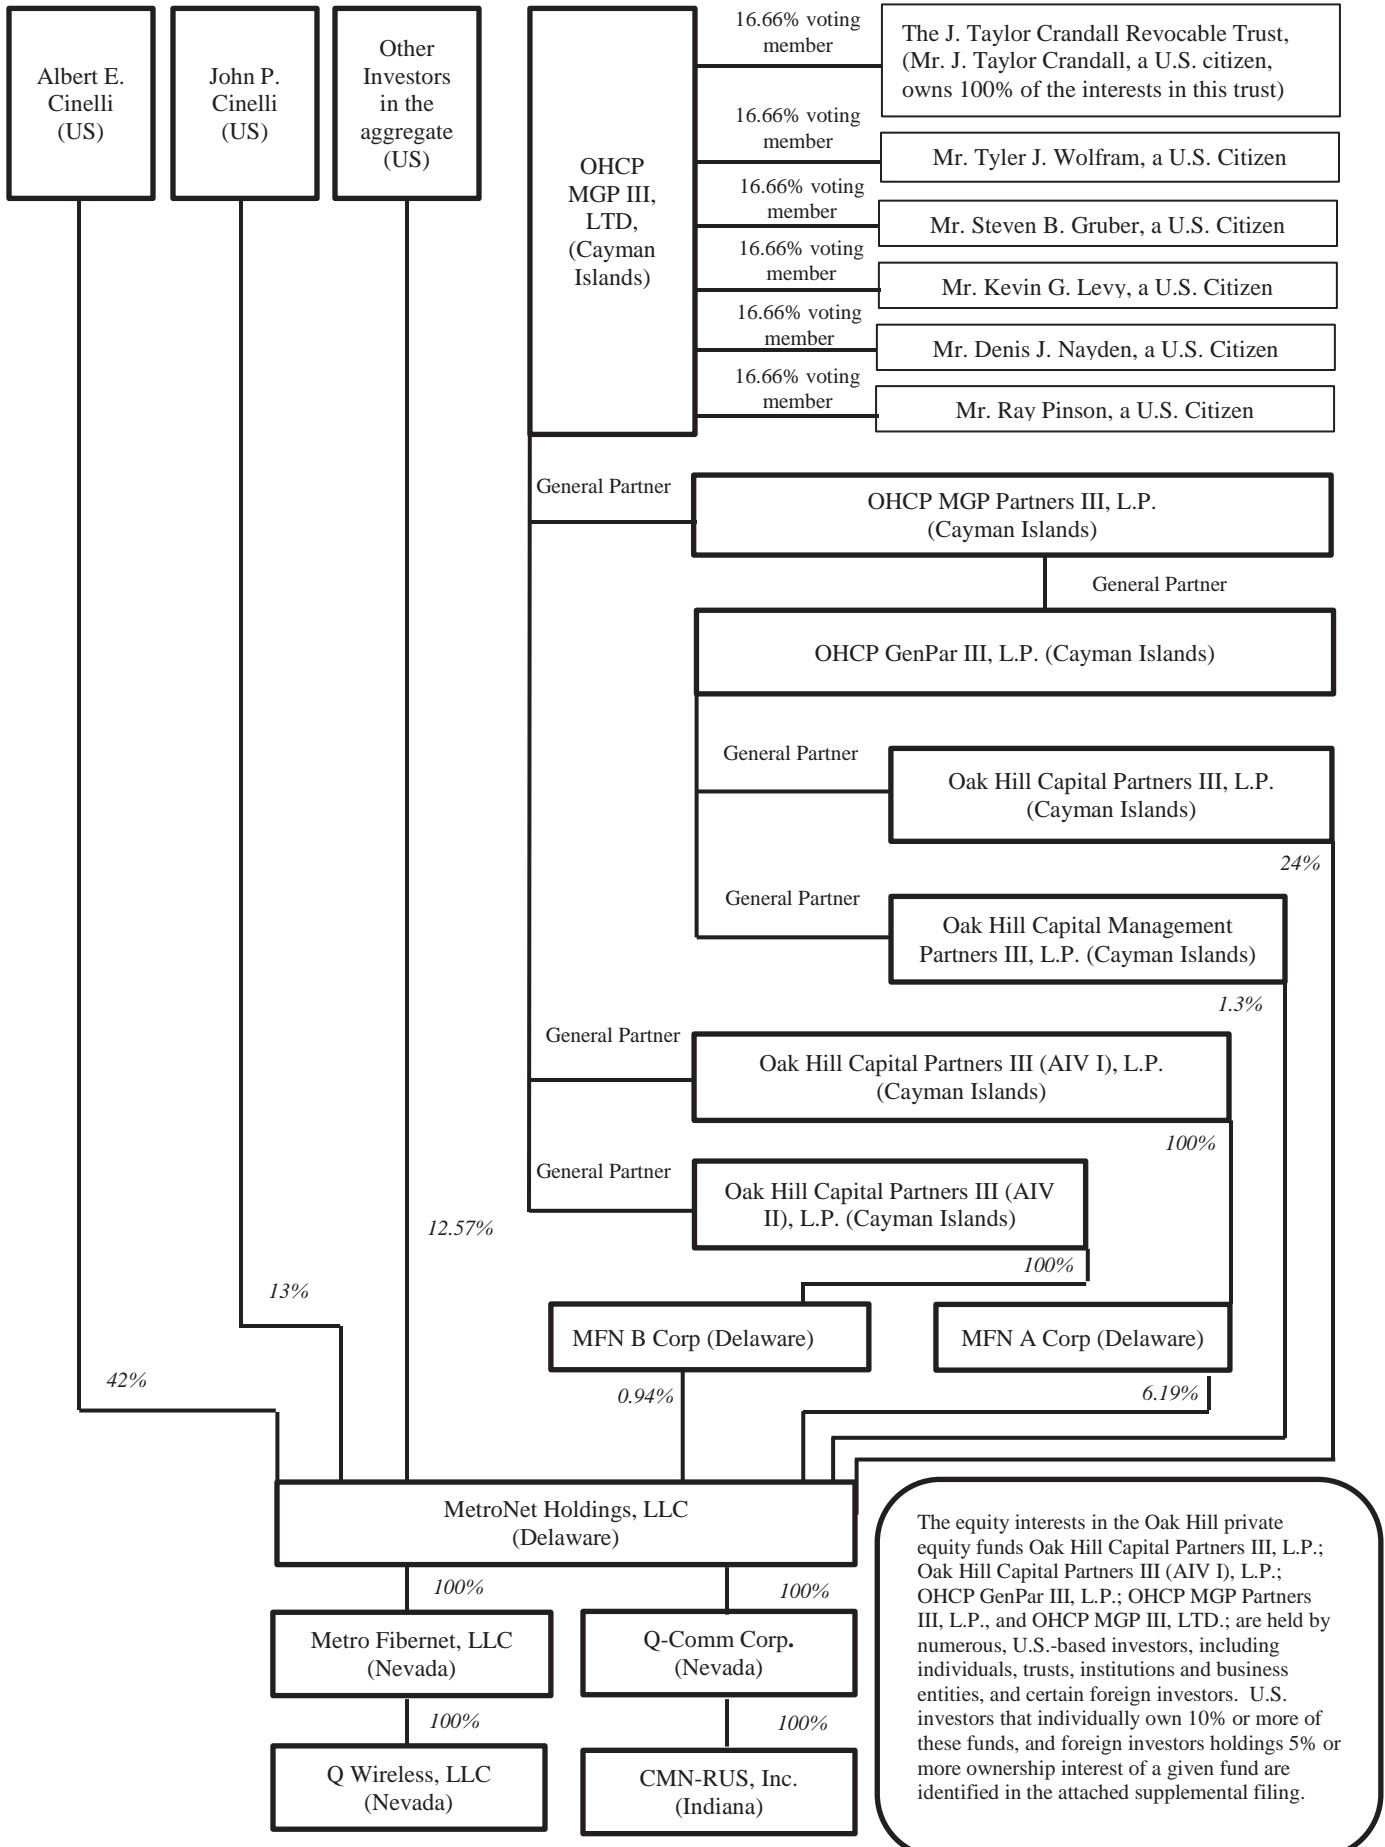 Albert E.
Cinelli
(US)
John P.
Cinelli
(US)
Other
Investors
in the
aggregate
(US)
OHCP
MGP III,
LTD,
(Cayman
Islands)
16.66% voting
member
The J. Taylor Crandall Revocable Trust,
(Mr. J. Taylor Crandall, a U.S. citizen,
owns 100% of the interests in this trust)
16.66% voting
member
Mr. Tyler J. Wolfram, a U.S. Citizen
16.66% voting
member
Mr. Steven B. Gruber, a U.S. Citizen
16.66% voting
member
Mr. Kevin G. Levy, a U.S. Citizen
16.66% voting
member
Mr. Denis J. Nayden, a U.S. Citizen
16.66% voting
member
Mr. Ray Pinson, a U.S. Citizen
General Partner
OHCP MGP Partners III, L.P.
(Cayman Islands)
General Partner
OHCP GenPar III, L.P. (Cayman Islands)
General Partner
Oak Hill Capital Partners III, L.P.
(Cayman Islands)
24%
General Partner
Oak Hill Capital Management
Partners III, L.P. (Cayman Islands)
1.3%
General Partner
Oak Hill Capital Partners III (AIV I), L.P.
(Cayman Islands)
100%
General Partner
Oak Hill Capital Partners III (AIV
II), L.P. (Cayman Islands)
100%
12.57%
13%
42%
MFN B Corp (Delaware)
0.94%
MFN A Corp (Delaware)
6.19%
MetroNet Holdings, LLC
(Delaware)
100%
100%
Metro Fibernet, LLC
(Nevada)
Q-Comm Corp.
(Nevada)
100%
100%
Q Wireless, LLC
(Nevada)
CMN-RUS, Inc.
(Indiana)
The equity interests in the Oak Hill private
equity funds Oak Hill Capital Partners III, L.P.;
Oak Hill Capital Partners III (AIV I), L.P.;
OHCP GenPar III, L.P.; OHCP MGP Partners
III, L.P., and OHCP MGP III, LTD.; are held by
numerous, U.S.-based investors, including
individuals, trusts, institutions and business
entities, and certain foreign investors. U.S.
investors that individually own 10% or more of
these funds, and foreign investors holdings 5% or
more ownership interest of a given fund are
identified in the attached supplemental filing.